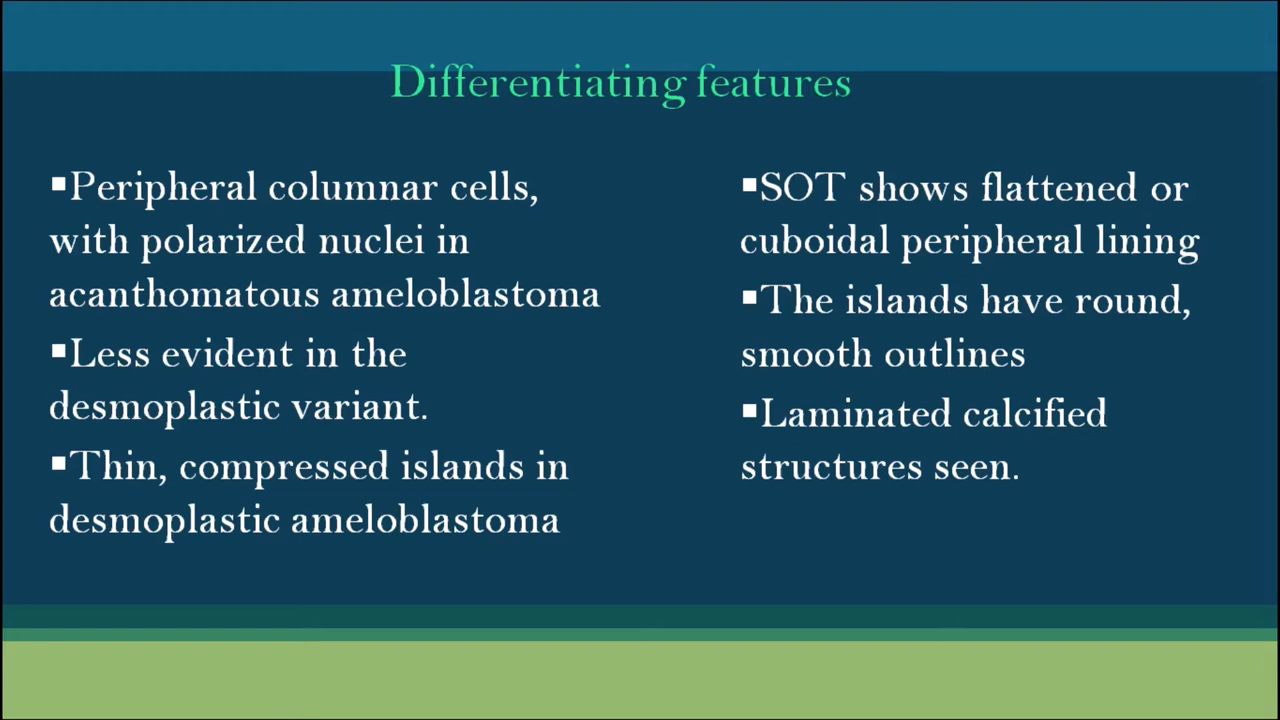 Differentiating features
▪Peripheral columnar cells,
with polarized nuclei in
acanthomatous ameloblastoma
▪Less evident in the
desmoplastic variant.
▪Thin, compressed islands in
desmoplastic ameloblastoma
▪SOT shows flattened or
cuboidal peripheral lining
▪The islands have round,
smooth outlines
▪Laminated calcified
structures seen.